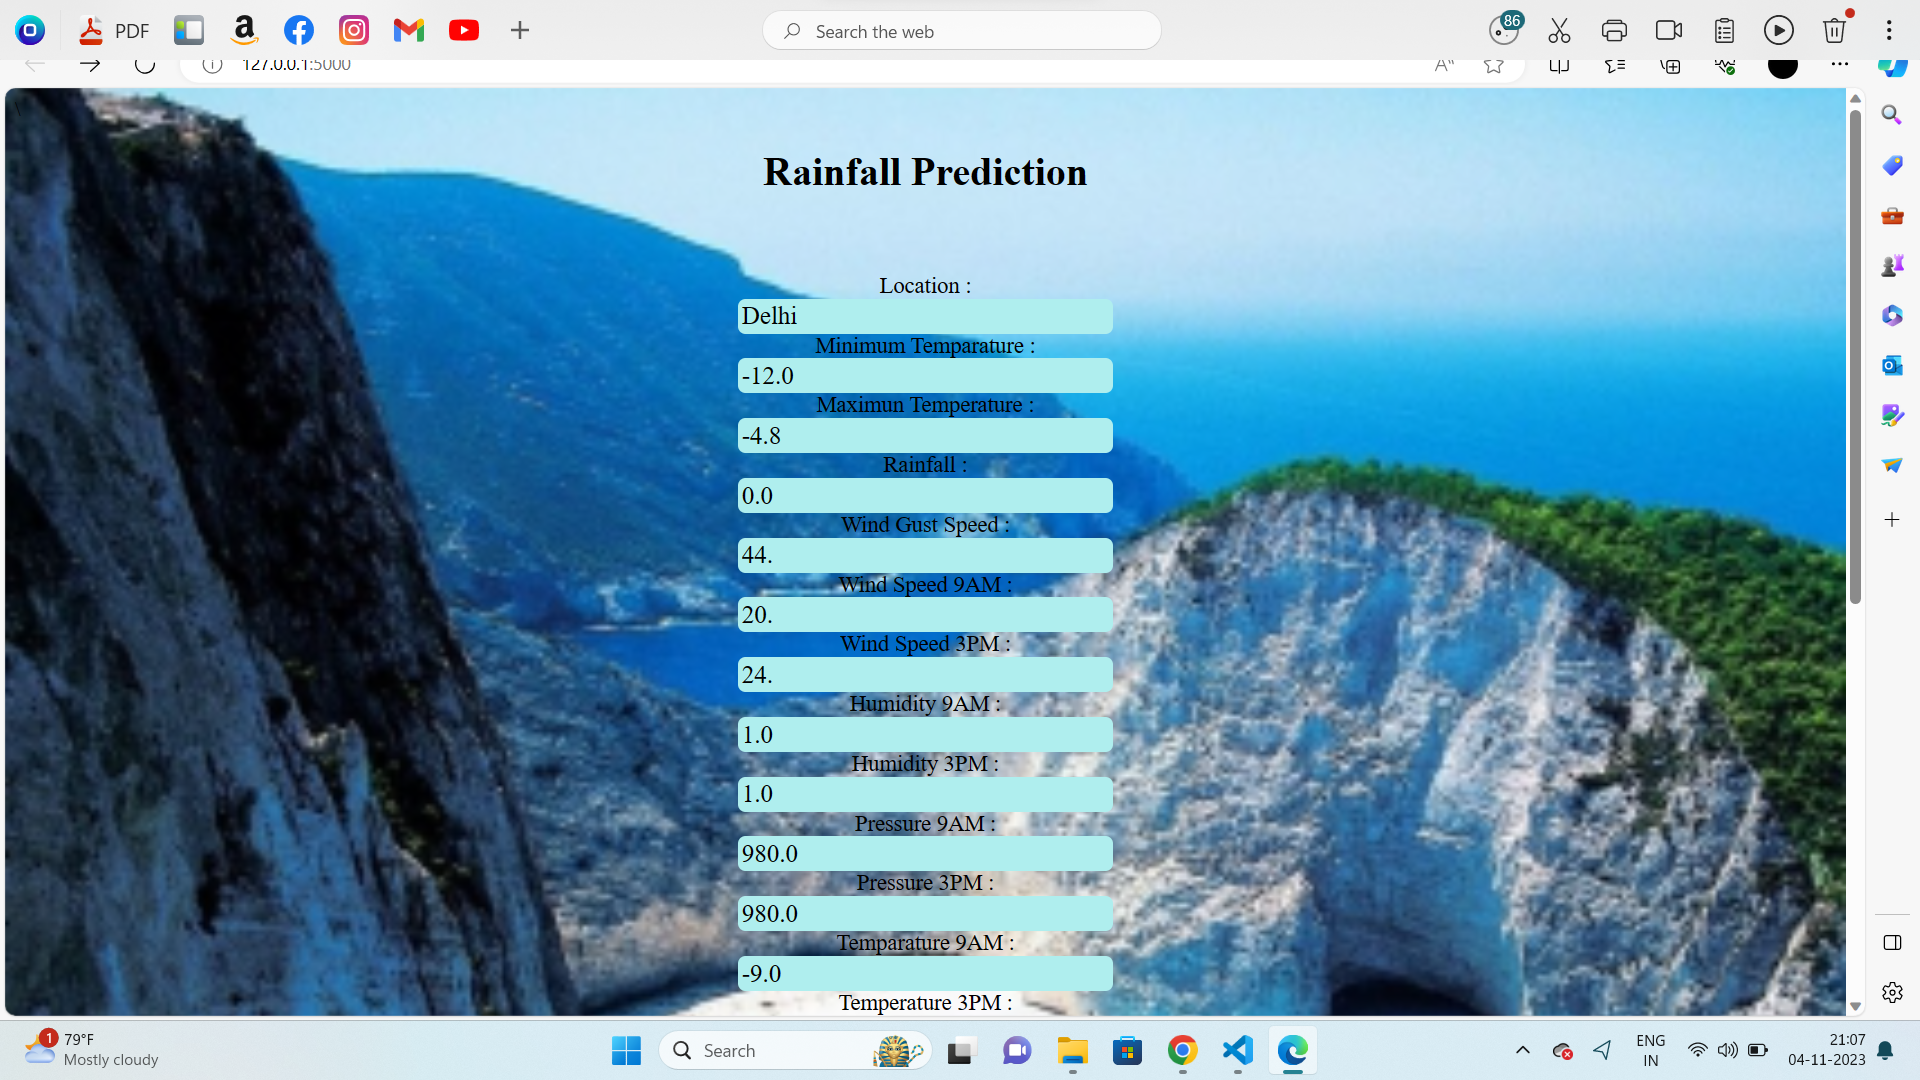 PDF
Search the web
86
127.0.0.1:5000
Rainfall Prediction
Location :
Delhi
Minimum Temparature :
-12.0
Maximun Temperature :
-4.8
Rainfall :
0.0
Wind Gust Speed :
44.
Wind Speed 9AM :
20.
Wind Speed 3PM :
24.
Humidity 9AM :
1.0
Humidity 3PM :
1.0
Pressure 9AM :
980.0
Pressure 3PM :
980.0
Temparature 9AM :
-9.0
Temperature 3PM :
1
79°F
Mostly cloudy
Search
ENG
IN
21:07
04-11-2023